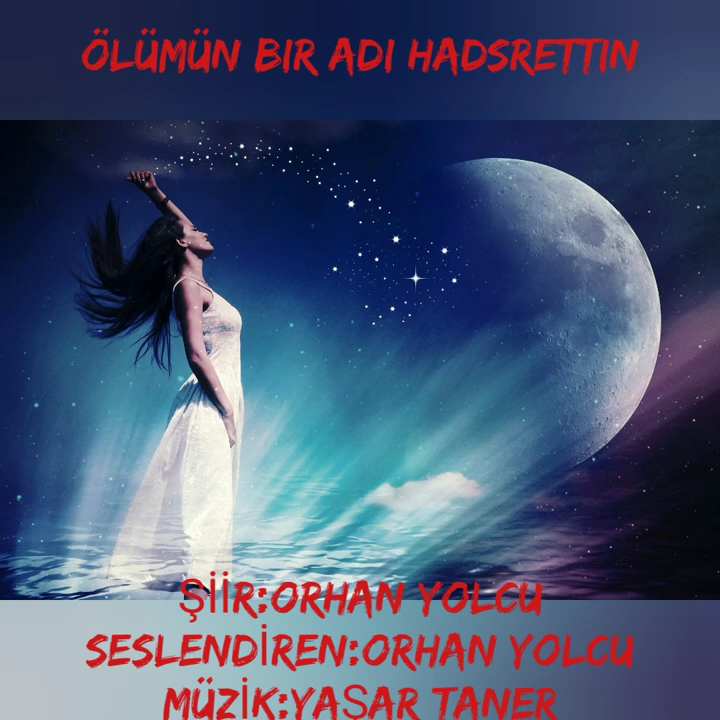 ÖLÜMÜN BIR ADI HADSRETTIN
ŞİİR:ORHAN YOLCU
SESLENDİREN:ORHAN YOLCU
MÜZİK:YAŞAR TANER